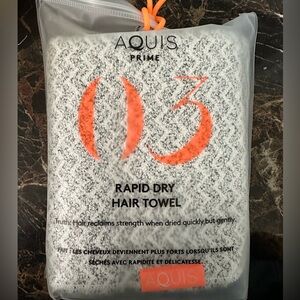 AQUIS
PRIME
03
RAPID DRY
HAIR TOWEL
Truth: Hair reclaims strength when dried quickly but gently.
FAIT : LES CHEVEUX DEVIENNENT PLUS FORTS LORSQU'ILS SONT
SÉCHÉS AVEC RAPIDITÉ ET DÉLICATESSE.
AQUIS